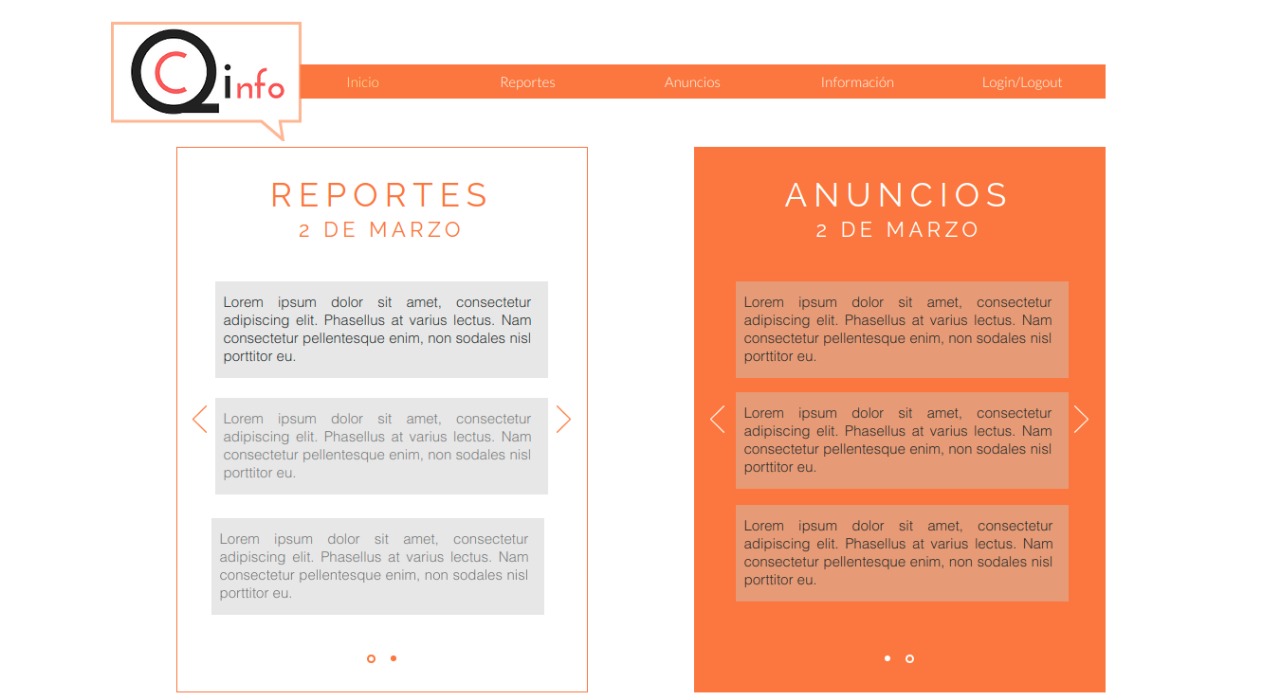 QC info
Inicio Reportes Anuncios Información Login/Logout
REPORTES
2 DE MARZO
Lorem ipsum dolor sit amet, consectetur
adipiscing elit. Phasellus at varius lectus. Nam
consectetur pellentesque enim, non sodales nisl
porttitor eu.
Lorem ipsum dolor sit amet, consectetur
adipiscing elit. Phasellus at varius lectus. Nam
consectetur pellentesque enim, non sodales nisl
porttitor eu.
Lorem ipsum dolor sit amet, consectetur
adipiscing elit. Phasellus at varius lectus. Nam
consectetur pellentesque enim, non sodales nisl
porttitor eu.
ANUNCIOS
2 DE MARZO
Lorem ipsum dolor sit amet, consectetur
adipiscing elit. Phasellus at varius lectus. Nam
consectetur pellentesque enim, non sodales nisl
porttitor eu.
Lorem ipsum dolor sit amet, consectetur
adipiscing elit. Phasellus at varius lectus. Nam
consectetur pellentesque enim, non sodales nisl
porttitor eu.
Lorem ipsum dolor sit amet, consectetur
adipiscing elit. Phasellus at varius lectus. Nam
consectetur pellentesque enim, non sodales nisl
porttitor eu.